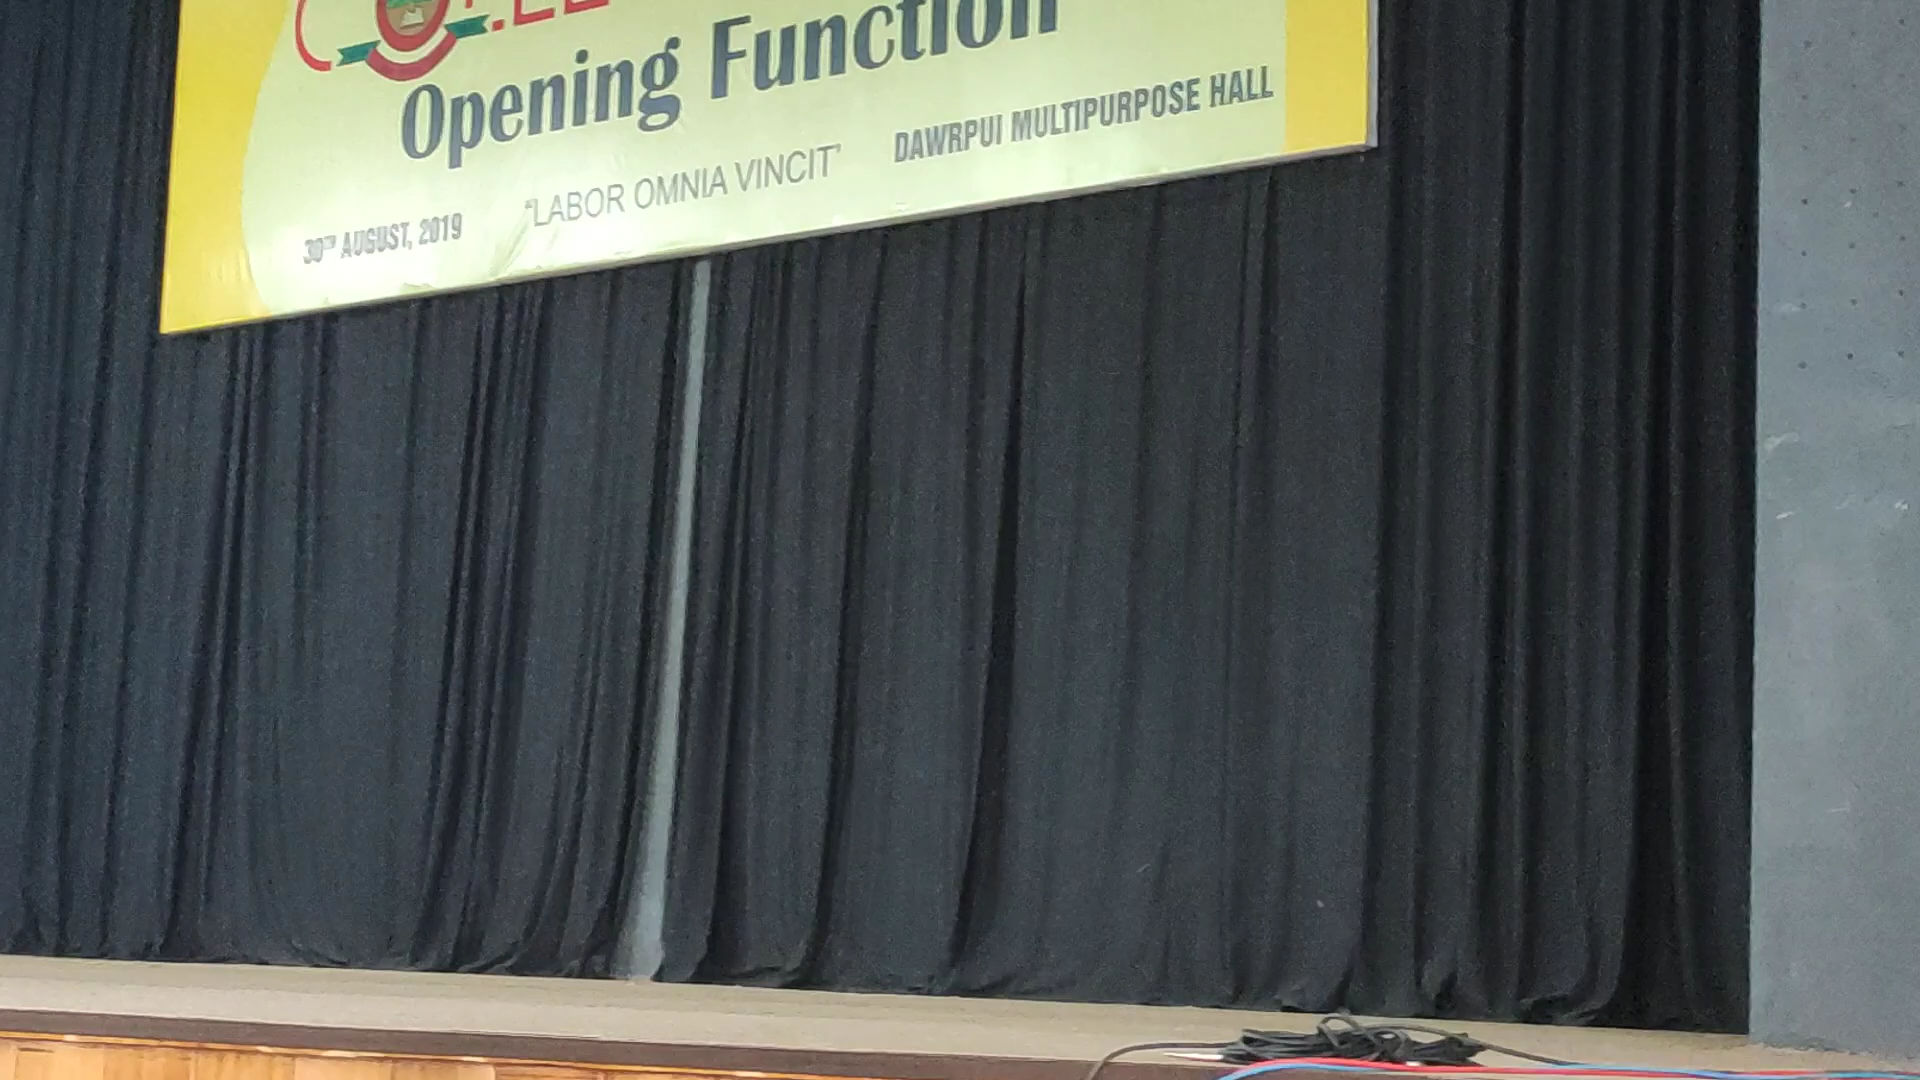 Opening Function
DAWRPUI MULTIPURPOSE HALL
"LABOR OMNIA VINCIT'
30TH AUGUST, 2019